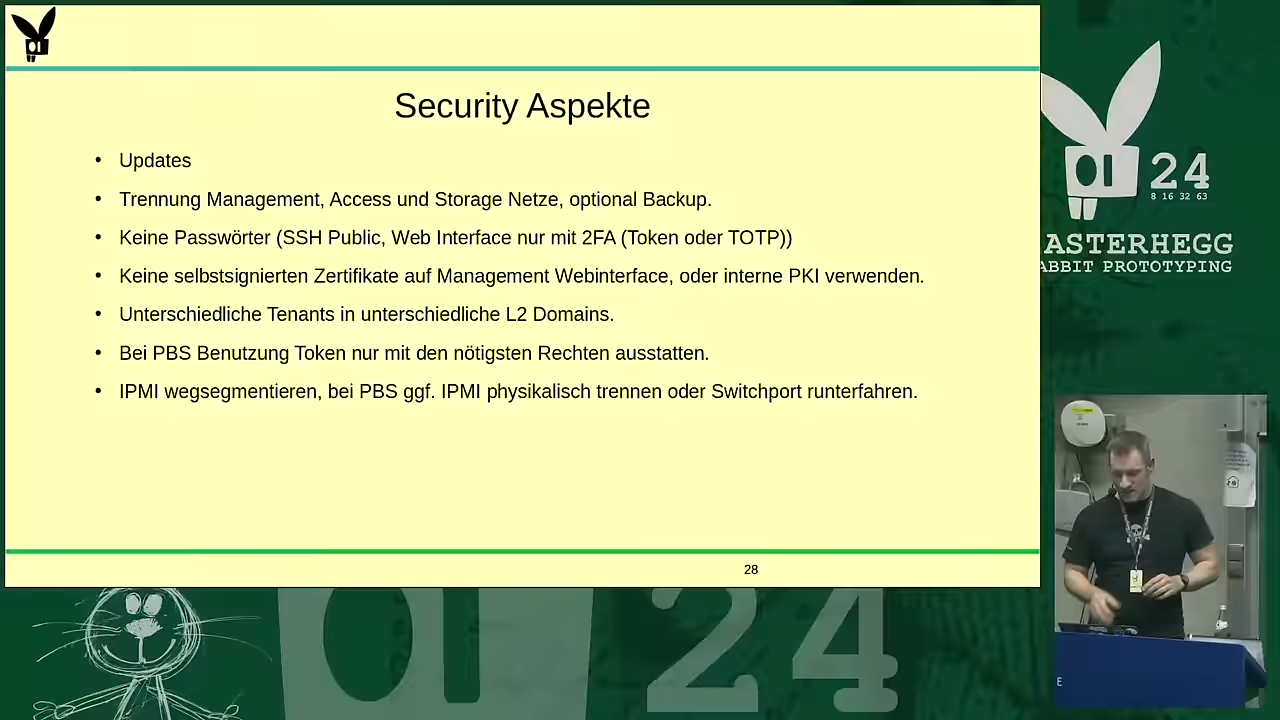 Security Aspekte
• Updates
• Trennung Management, Access und Storage Netze, optional Backup.
• Keine Passwörter (SSH Public, Web Interface nur mit 2FA (Token oder TOTP))
• Keine selbstsignierten Zertifikate auf Management Webinterface, oder interne PKI verwenden.
• Unterschiedliche Tenants in unterschiedliche L2 Domains.
• Bei PBS Benutzung Token nur mit den nötigsten Rechten ausstatten.
• IPMI wegsegmentieren, bei PBS ggf. IPMI physikalisch trennen oder Switchport runterfahren.
28
24
8 16 32 63
ASTERHEGG
ABBIT PROTOTYPING
24
E